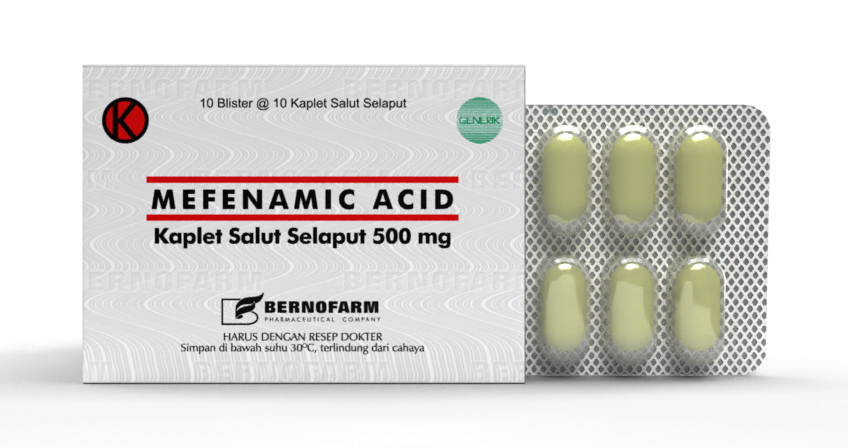 10 Blister @ 10 Kaplet Salut Selaput
K
GENERIK
MEFENAMIC ACID
Kaplet Salut Selaput 500 mg
BERNOFARM
PHARMACEUTICAL COMPANY
HARUS DENGAN RESEP DOKTER
Simpan di bawah suhu 30°C, terlindung dari cahaya